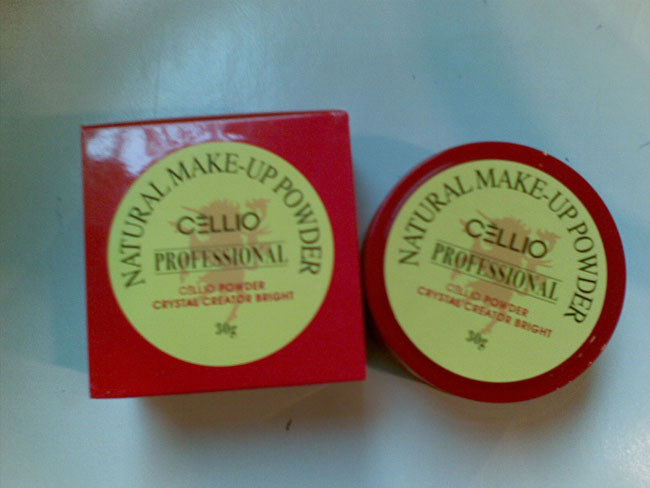 NATURAL MAKE-UP POWDER
CELLIO
PROFESSIONAL
CELLIO POWDER
CRYSTAL CREATOR BRIGHT
30g
NATURAL MAKE-UP POWDER
CELLIO
PROFESSIONAL
CELLIO POWDER
CRYSTAL CREATOR BRIGHT
30g